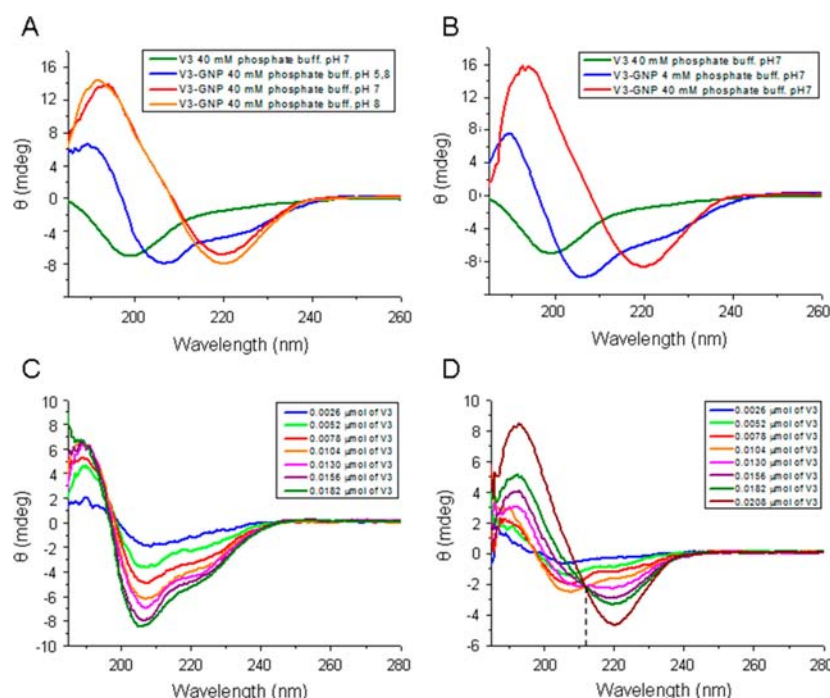 A
16
12
8
4
0
-4
-8
θ (mdeg)
V3 40 mM phosphate buff. pH 7
V3-GNP 40 mM phosphate buff. pH 5,8
V3-GNP 40 mM phosphate buff. pH 7
V3-GNP 40 mM phosphate buff. pH 8
200 220 240 260
Wavelength (nm)
B
16
12
8
4
0
-4
-8
θ (mdeg)
V3 40 mM phosphate buff. pH7
V3-GNP 4 mM phosphate buff. pH7
V3-GNP 40 mM phosphate buff. pH7
200 220 240 260
Wavelength (nm)
C
10
8
6
4
2
0
-2
-4
-6
-8
-10
θ (mdeg)
0.0026 µmol of V3
0.0052 µmol of V3
0.0078 µmol of V3
0.0104 µmol of V3
0.0130 µmol of V3
0.0156 µmol of V3
0.0182 µmol of V3
200 220 240 260 280
Wavelength (nm)
D
10
8
6
4
2
0
-2
-4
-6
θ (mdeg)
0.0026 µmol of V3
0.0052 µmol of V3
0.0078 µmol of V3
0.0104 µmol of V3
0.0130 µmol of V3
0.0156 µmol of V3
0.0182 µmol of V3
0.0208 µmol of V3
200 220 240 260 280
Wavelength (nm)